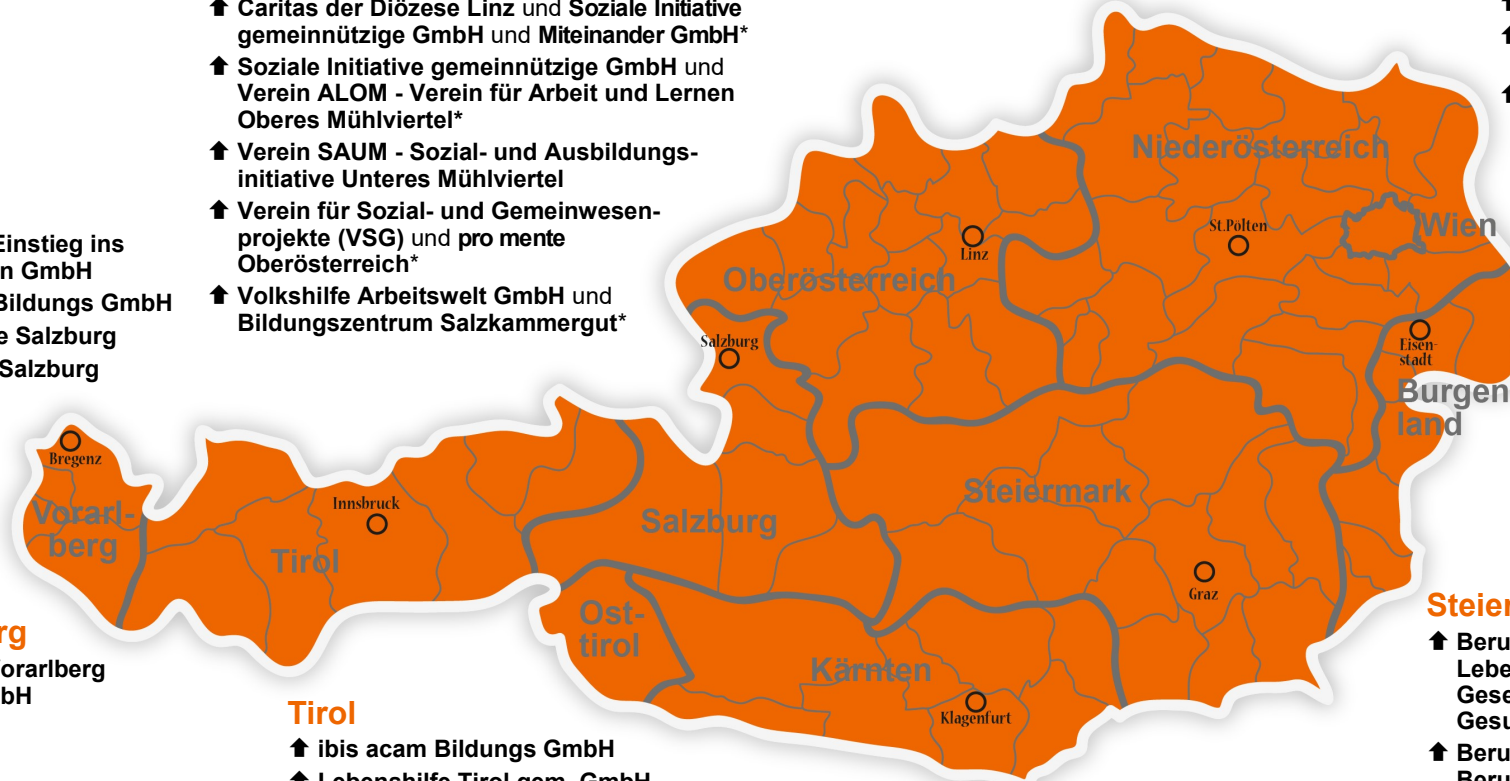 Caritas der Diözese Linz und Soziale Initiative
gemeinnützige GmbH und Miteinander GmbH*
Soziale Initiative gemeinnützige GmbH und
Verein ALOM - Verein für Arbeit und Lernen
Oberes Mühlviertel*
Verein SAUM - Sozial- und Ausbildungs-
initiative Unteres Mühlviertel
Verein für Sozial- und Gemeinwesen-
projekte (VSG) und pro mente
Oberösterreich*
Volkshilfe Arbeitswelt GmbH und
Bildungszentrum Salzkammergut*
Einstieg ins
n GmbH
Bildungs GmbH
e Salzburg
Salzburg
Niederösterreich
St.Pölten
Wien
Linz
Oberösterreich
Salzburg
Eisen-
stadt
Burgen
land
Bregenz
Vorarl-
berg
Innsbruck
Tirol
Salzburg
Steiermark
Graz
Ost-
tirol
Kärnten
Klagenfurt
rg
orarlberg
bH
Tirol
ibis acam Bildungs GmbH
Lebenshilfe Tirol gem. GmbH
Steier
Beru
Lebe
Gese
Gesu
Beru
Beru